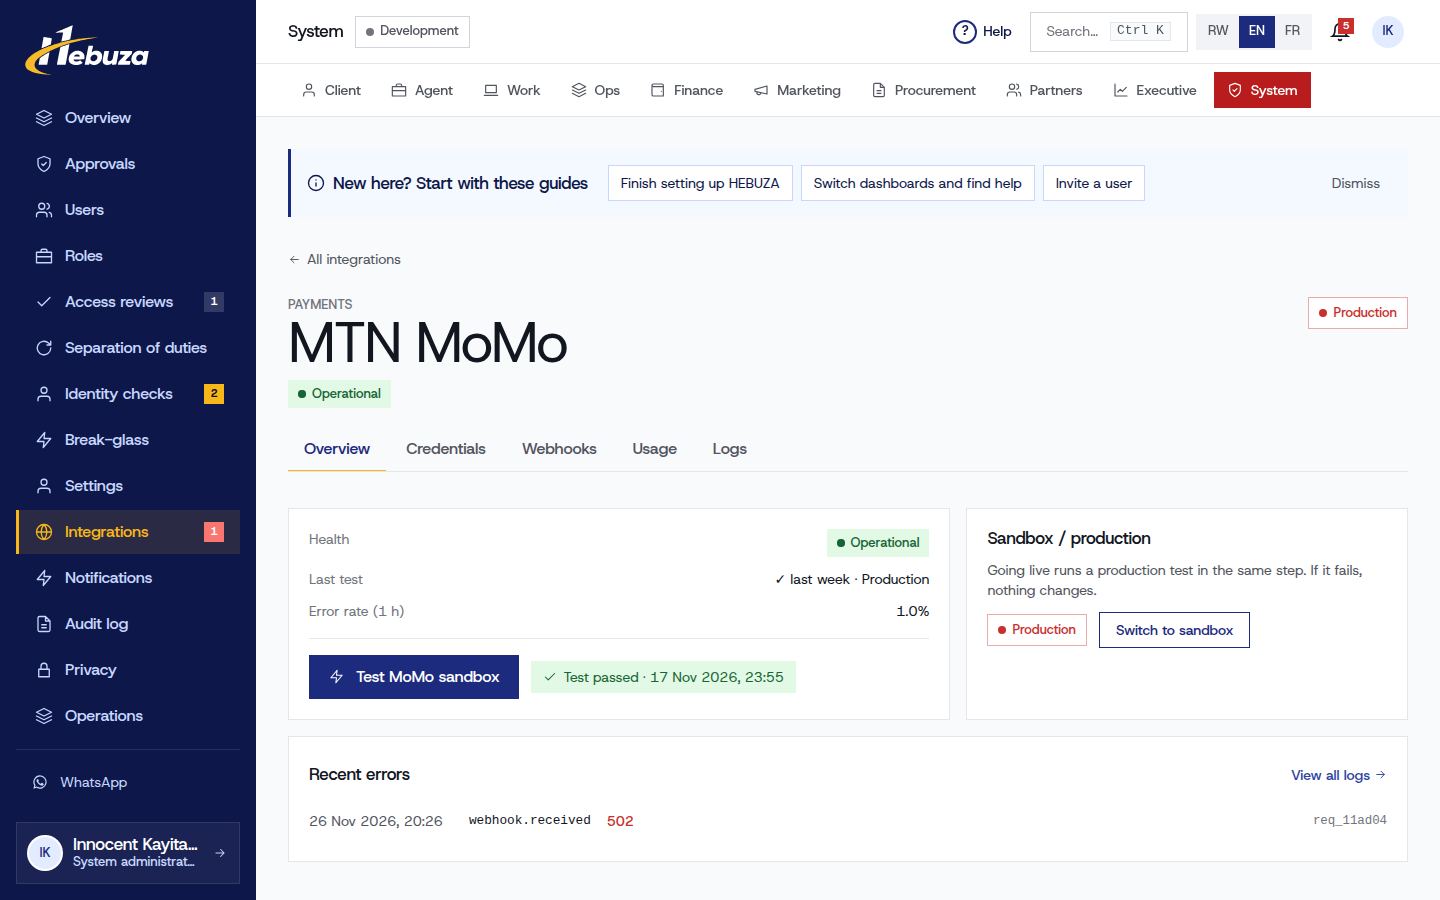 Hebuza
Overview
Approvals
Users
Roles
Access reviews 1
Separation of duties
Identity checks 2
Break-glass
Settings
Integrations 1
Notifications
Audit log
Privacy
Operations
WhatsApp
IK
Innocent Kayita...
System administrat...
System
Development
? Help
Search... Ctrl K
RW EN FR
5
IK
Client
Agent
Work
Ops
Finance
Marketing
Procurement
Partners
Executive
System
New here? Start with these guides
Finish setting up HEBUZA
Switch dashboards and find help
Invite a user
Dismiss
← All integrations
PAYMENTS
MTN MoMo
Production
Operational
Overview
Credentials
Webhooks
Usage
Logs
Health
Operational
Last test
✓ last week · Production
Error rate (1 h)
1.0%
Test MoMo sandbox
Test passed · 17 Nov 2026, 23:55
Sandbox / production
Going live runs a production test in the same step. If it fails,
nothing changes.
Production
Switch to sandbox
Recent errors
View all logs →
26 Nov 2026, 20:26 webhook.received 502 req_11ad04